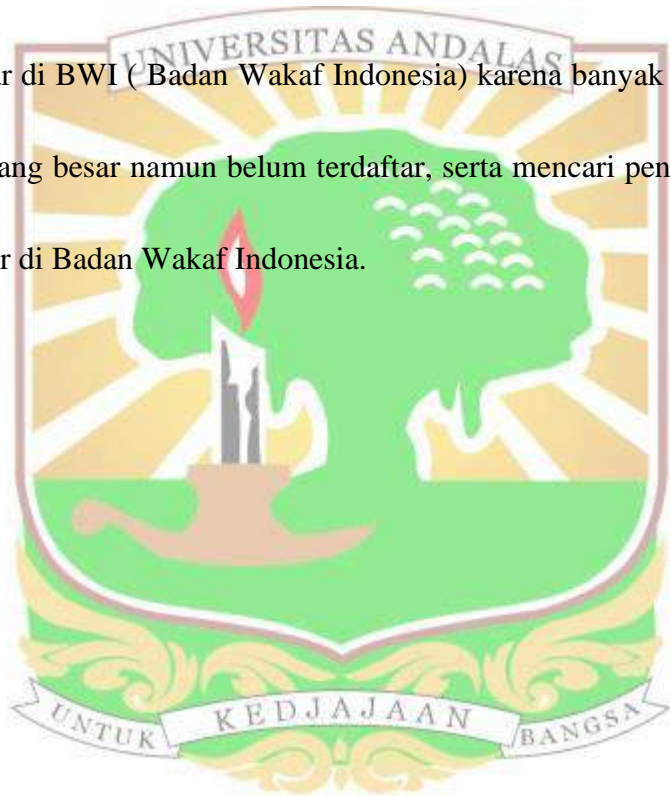 UNIVERSITAS ANDALAS
ar di BWI ( Badan Wakaf Indonesia) karena banyak
ang besar namun belum terdaftar, serta mencari pen
r di Badan Wakaf Indonesia.
UNTUK KEDJAJAAN BANGSA